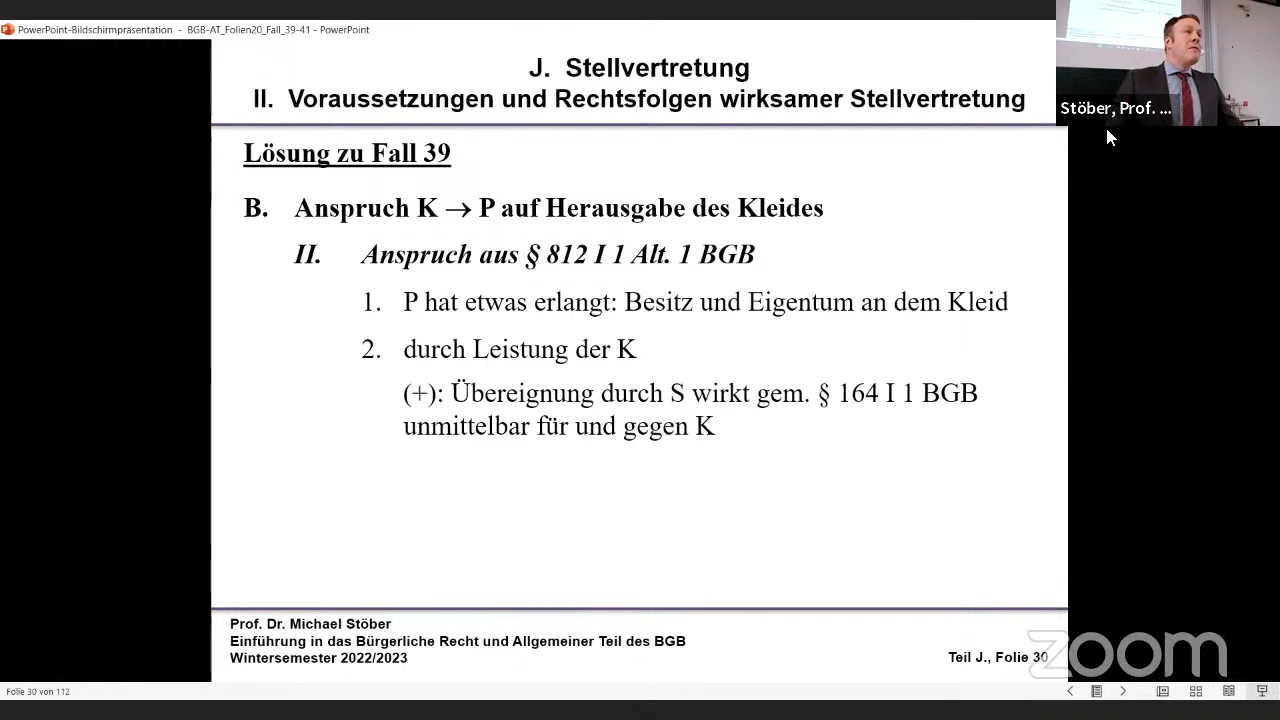 PowerPoint-Bildschirmpräsentation - BGB-AT_Folien20_Fall_39-41 - PowerPoint
J. Stellvertretung
II. Voraussetzungen und Rechtsfolgen wirksamer Stellvertretung
Stöber, Prof. ...
Lösung zu Fall 39
B. Anspruch K → P auf Herausgabe des Kleides
II. Anspruch aus § 812 I 1 Alt. 1 BGB
1. P hat etwas erlangt: Besitz und Eigentum an dem Kleid
2. durch Leistung der K
(+): Übereignung durch S wirkt gem. § 164 I 1 BGB
unmittelbar für und gegen K
Prof. Dr. Michael Stöber
Einführung in das Bürgerliche Recht und Allgemeiner Teil des BGB
Wintersemester 2022/2023
Teil J., Folie 30
zoom
Folie 30 von 112